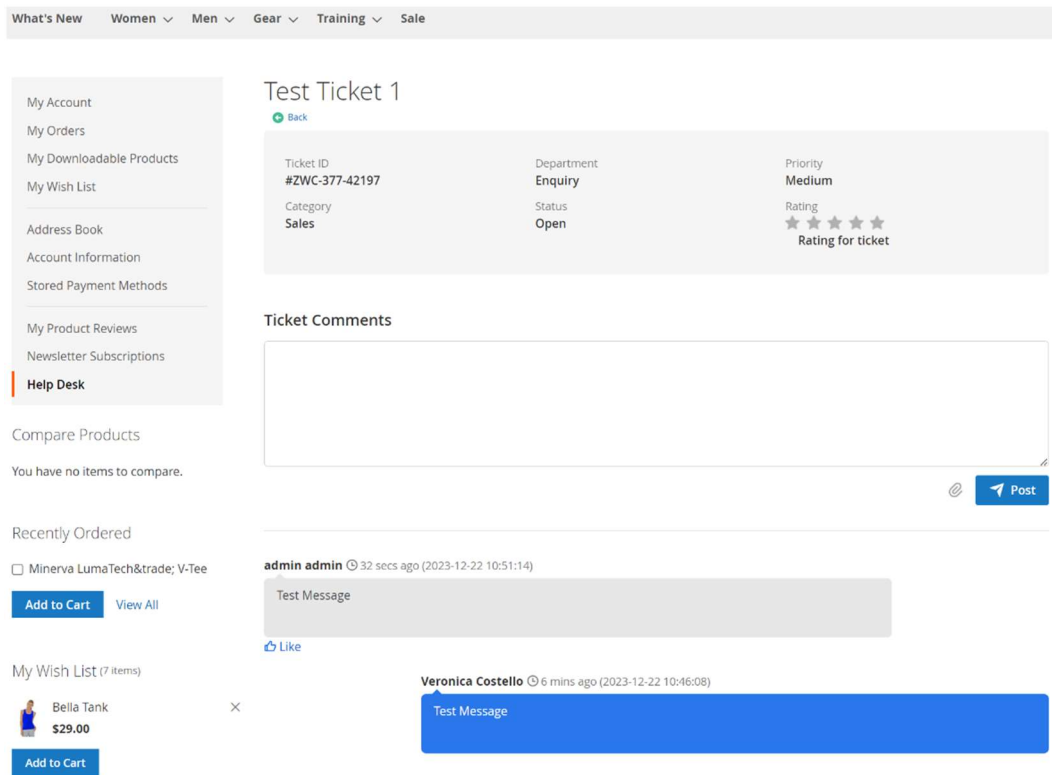 What's New Women Men Gear Training Sale
My Account
My Orders
My Downloadable Products
My Wish List
Address Book
Account Information
Stored Payment Methods
My Product Reviews
Newsletter Subscriptions
Help Desk
Compare Products
You have no items to compare.
Recently Ordered
Minerva LumaTech&trade; V-Tee
Add to Cart View All
My Wish List (7 items)
Bella Tank
$29.00
Add to Cart
Test Ticket 1
Back
Ticket ID
#ZWC-377-42197
Department
Enquiry
Priority
Medium
Category
Sales
Status
Open
Rating
Rating for ticket
Ticket Comments
Post
admin admin 32 secs ago (2023-12-22 10:51:14)
Test Message
Like
Veronica Costello 6 mins ago (2023-12-22 10:46:08)
Test Message